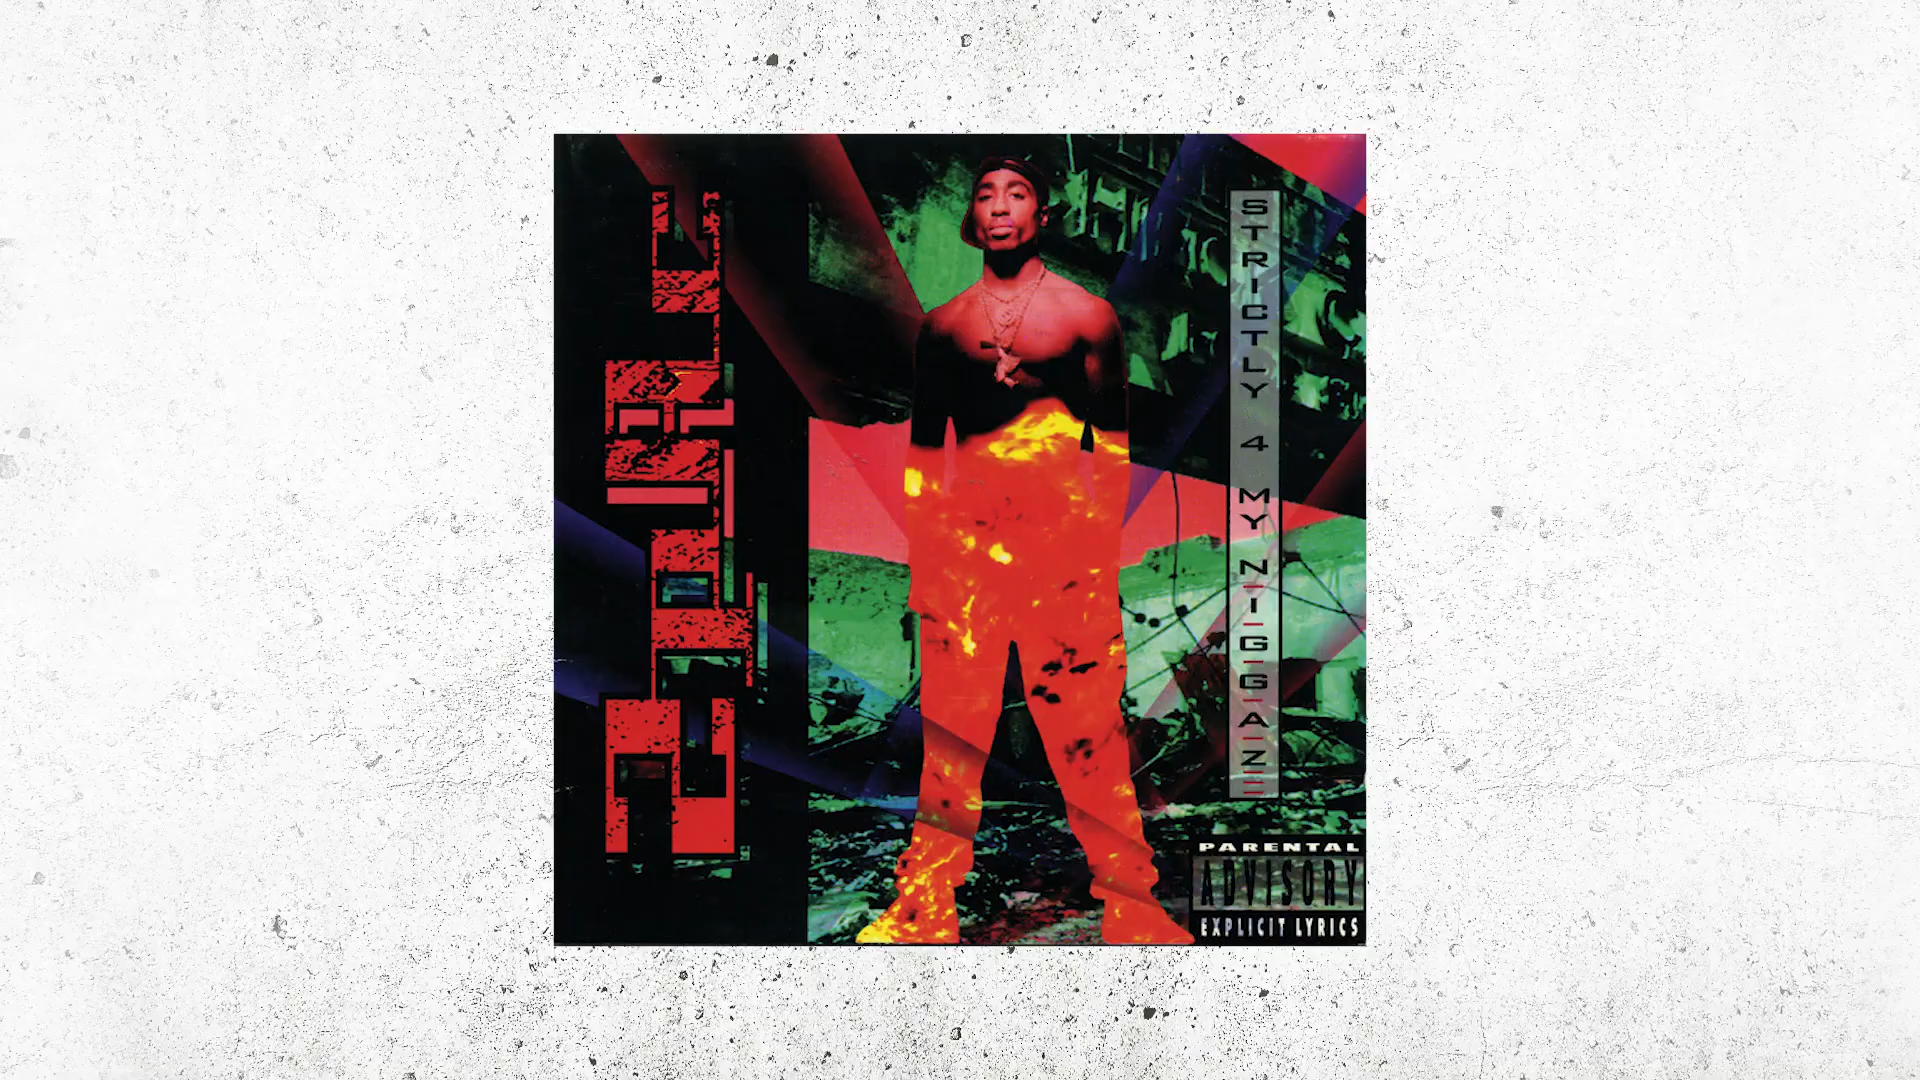 2PAC
STRICTLY 4 MY N.I.G.G.A.Z...
PARENTAL
ADVISORY
EXPLICIT LYRICS